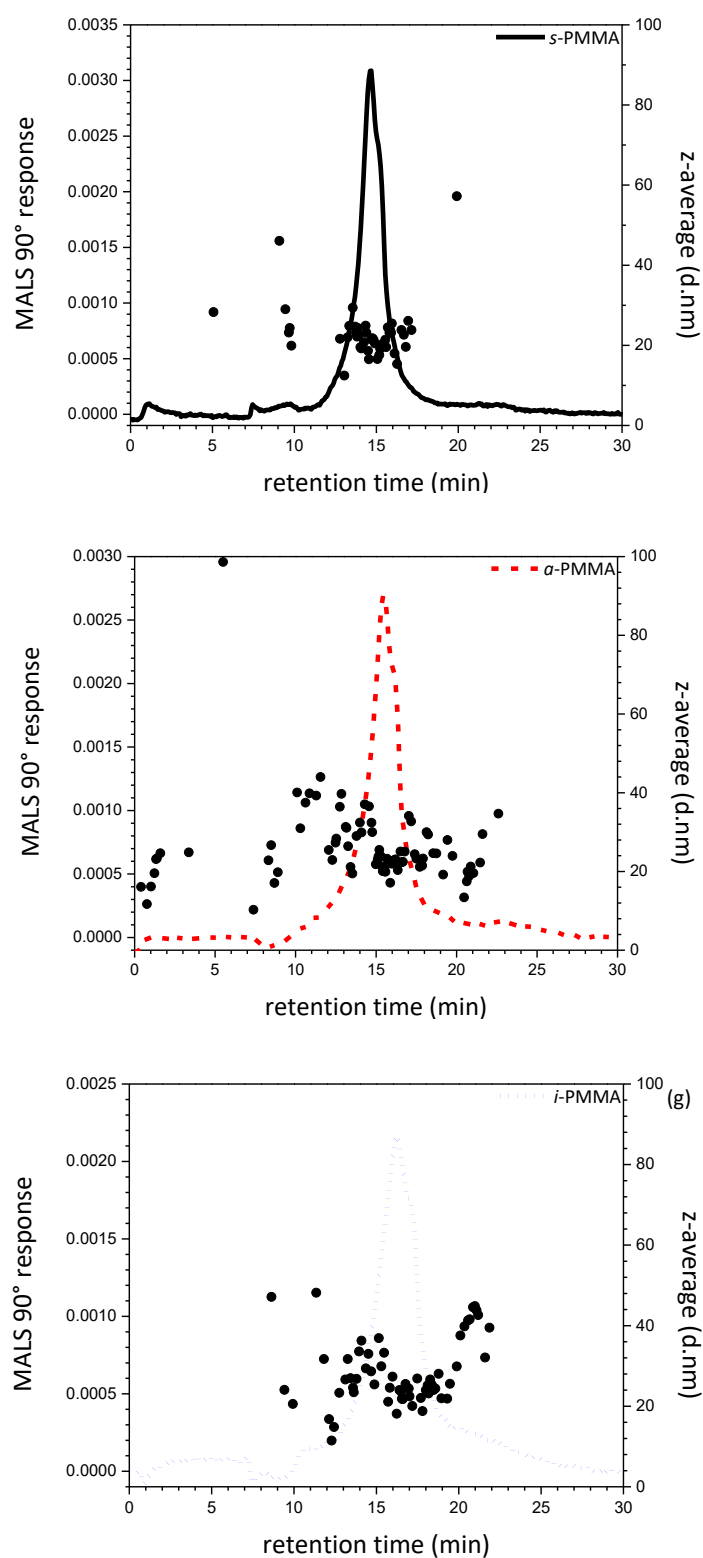 s-PMMA
0.0035
0.0030
0.0025
0.0020
0.0015
0.0010
0.0005
0.0000
MALS 90° response
100
80
60
40
20
0
z-average (d.nm)
0 5 10 15 20 25 30
retention time (min)
a-PMMA
0.0030
0.0025
0.0020
0.0015
0.0010
0.0005
0.0000
MALS 90° response
100
80
60
40
20
0
z-average (d.nm)
0 5 10 15 20 25 30
retention time (min)
i-PMMA
(g)
0.0025
0.0020
0.0015
0.0010
0.0005
0.0000
MALS 90° response
100
80
60
40
20
0
z-average (d.nm)
0 5 10 15 20 25 30
retention time (min)